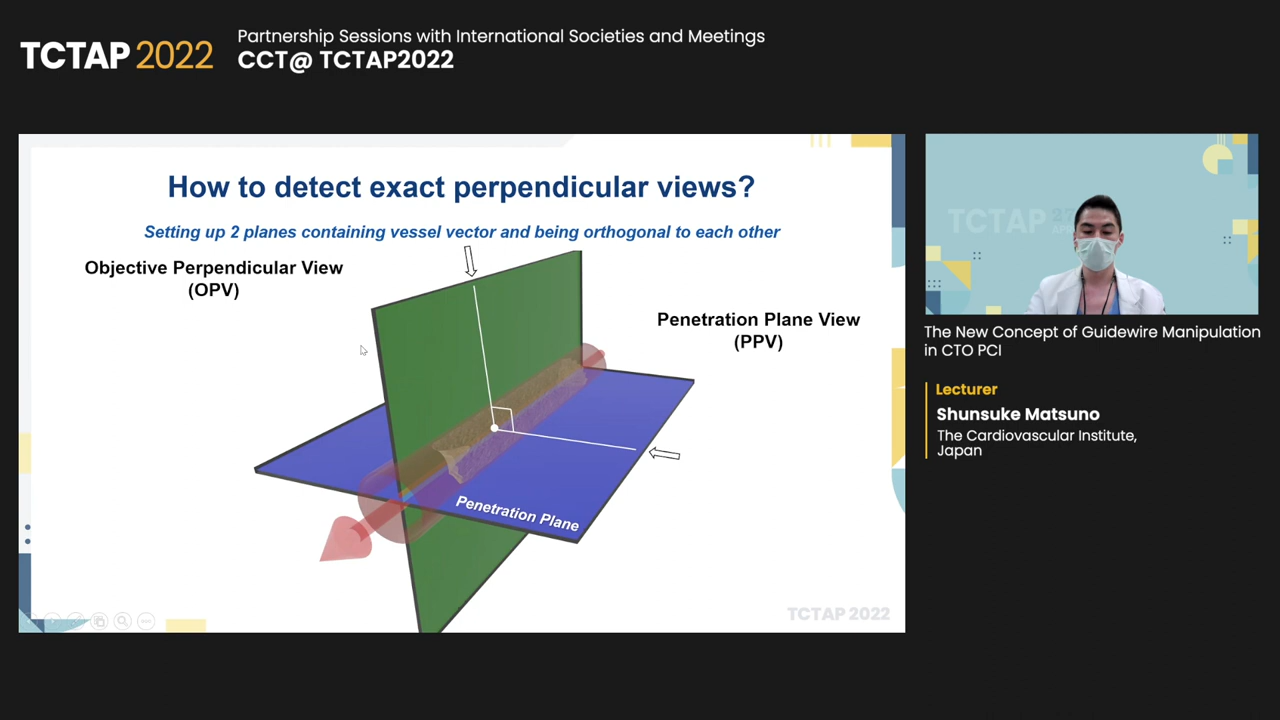 TCTAP 2022
Partnership Sessions with International Societies and Meetings
CCT@ TCTAP2022
How to detect exact perpendicular views?
Setting up 2 planes containing vessel vector and being orthogonal to each other
Objective Perpendicular View
(OPV)
Penetration Plane View
(PPV)
Penetration Plane
TCTAP 2022
TCTAP
The New Concept of Guidewire Manipulation
in CTO PCI
Lecturer
Shunsuke Matsuno
The Cardiovascular Institute,
Japan